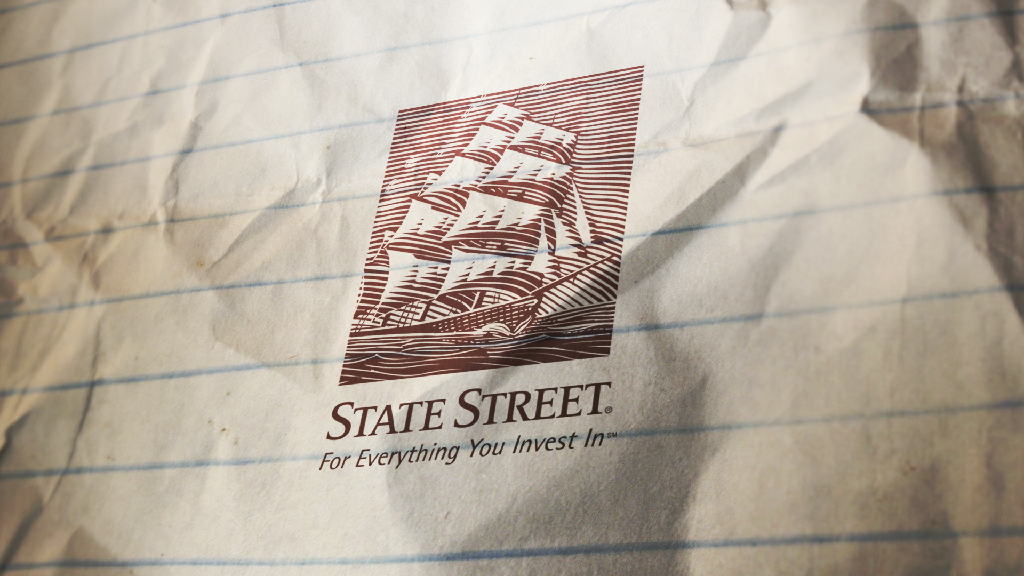 STATE STREET®
For Everything You Invest In℠